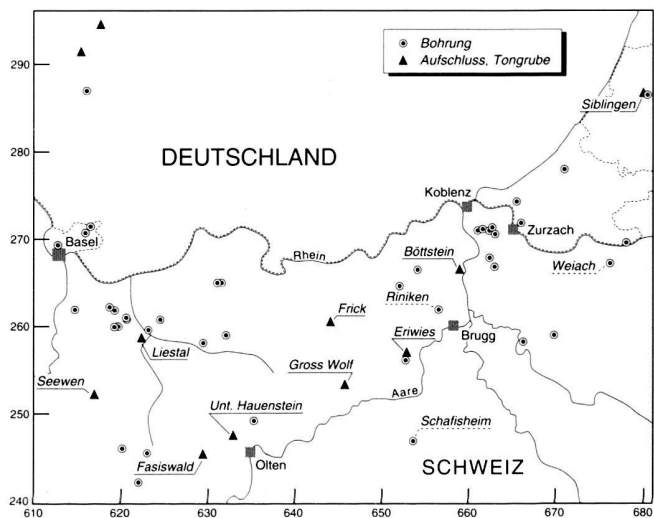 Bohrung
Aufschluss, Tongrube
290
280
270
260
250
240
610
620
630
640
650
660
670
680
DEUTSCHLAND
SCHWEIZ
Siblingen
Koblenz
Zurzach
Basel
Rhein
Böttstein
Weiach
Riniken
Frick
Eriwies
Brugg
Liestal
Gross Wolf
Seewen
Aare
Unt. Hauenstein
Schafisheim
Fasiswald
Olten